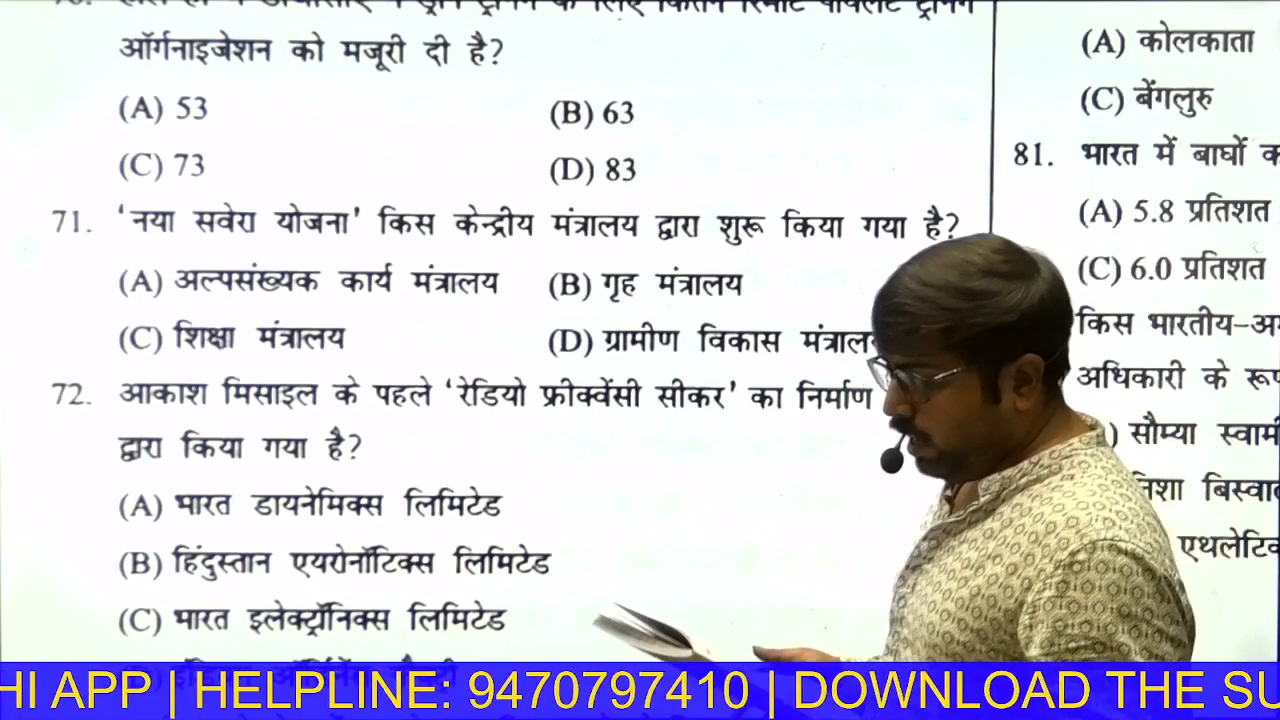 ऑर्गनाइजेशन को मजूरी दी है?
(A) 53 (B) 63
(C) 73 (D) 83
71. 'नया सवेरा योजना' किस केन्द्रीय मंत्रालय द्वारा शुरू किया गया है?
(A) अल्पसंख्यक कार्य मंत्रालय (B) गृह मंत्रालय
(C) शिक्षा मंत्रालय (D) ग्रामीण विकास
72. आकाश मिसाइल के पहले 'रेडियो फ्रीक्वेंसी सीकर' का निर्माण
द्वारा किया गया है?
(A) भारत डायनेमिक्स लिमिटेड
(B) हिंदुस्तान एयरोनॉटिक्स लिमिटेड
(C) भारत इलेक्ट्रॉनिक्स लिमिटेड
(A) कोलकाता
(C) बेंगलुरु
81. भारत में बाघों
(A) 5.8 प्रतिशत
(C) 6.0 प्रतिशत
किस भारतीय-
अधिकारी के
सौम्या
HI APP | HELPLINE: 9470797410 | DOWNLOAD THE SU